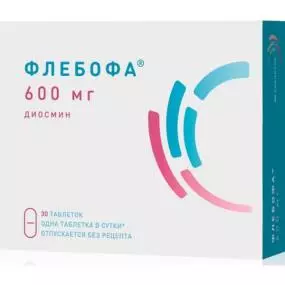 ФЛЕБОФА®
600 мг
ДИОСМИН
30 ТАБЛЕТОК
ОДНА ТАБЛЕТКА В СУТКИ*
ОТПУСКАЕТСЯ БЕЗ РЕЦЕПТА